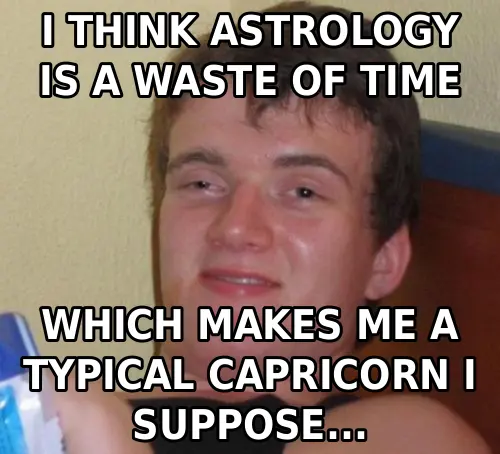 I THINK ASTROLOGY
IS A WASTE OF TIME
WHICH MAKES ME A
TYPICAL CAPRICORN I
SUPPOSE...